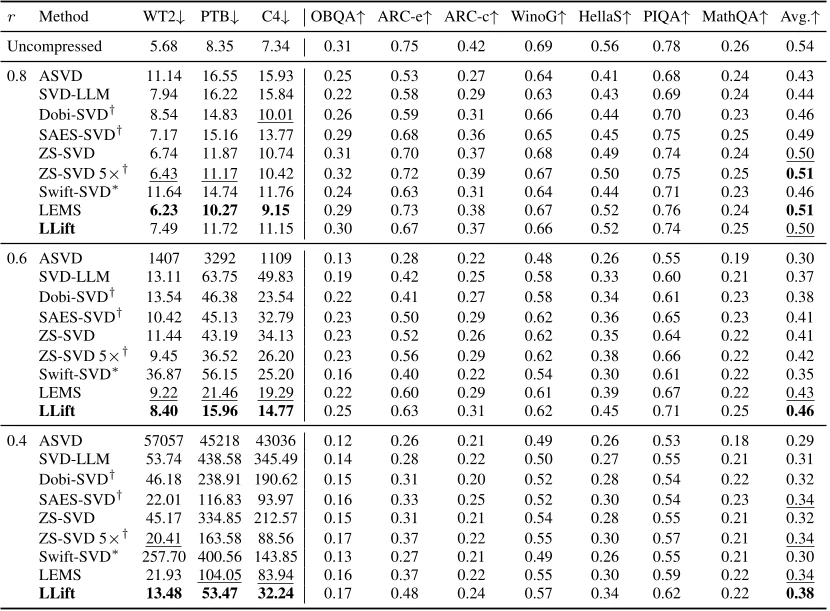 r Method WT2↓ PTB↓ C4↓ OBQA↑ ARC-e↑ ARC-c↑ WinoG↑ HellaS↑ PIQA↑ MathQA↑ Avg.↑
Uncompressed 5.68 8.35 7.34 0.31 0.75 0.42 0.69 0.56 0.78 0.26 0.54
0.8 ASVD 11.14 16.55 15.93 0.25 0.53 0.27 0.64 0.41 0.68 0.24 0.43
SVD-LLM 7.94 16.22 15.84 0.22 0.58 0.29 0.63 0.43 0.69 0.24 0.44
Dobi-SVD† 8.54 14.83 10.01 0.26 0.59 0.31 0.66 0.44 0.70 0.23 0.46
SAES-SVD† 7.17 15.16 13.77 0.29 0.68 0.36 0.65 0.45 0.75 0.25 0.49
ZS-SVD 6.74 11.87 10.74 0.31 0.70 0.37 0.68 0.49 0.74 0.24 0.50
ZS-SVD 5×† 6.43 11.17 10.42 0.32 0.72 0.39 0.67 0.50 0.75 0.25 0.51
Swift-SVD* 11.64 14.74 11.76 0.24 0.63 0.31 0.64 0.44 0.71 0.23 0.46
LEMS 6.23 10.27 9.15 0.29 0.73 0.38 0.67 0.52 0.76 0.24 0.51
LLift 7.49 11.72 11.15 0.30 0.67 0.37 0.66 0.52 0.74 0.25 0.50
0.6 ASVD 1407 3292 1109 0.13 0.28 0.22 0.48 0.26 0.55 0.19 0.30
SVD-LLM 13.11 63.75 49.83 0.19 0.42 0.25 0.58 0.33 0.60 0.21 0.37
Dobi-SVD† 13.54 46.38 23.54 0.22 0.41 0.27 0.58 0.34 0.61 0.23 0.38
SAES-SVD† 10.42 45.13 32.79 0.23 0.50 0.29 0.62 0.36 0.65 0.23 0.41
ZS-SVD 11.44 43.19 34.13 0.23 0.52 0.26 0.62 0.35 0.64 0.22 0.41
ZS-SVD 5×† 9.45 36.52 26.20 0.23 0.56 0.29 0.62 0.38 0.66 0.22 0.42
Swift-SVD* 36.87 56.15 25.20 0.16 0.40 0.22 0.54 0.30 0.61 0.22 0.35
LEMS 9.22 21.46 19.29 0.22 0.60 0.29 0.61 0.39 0.67 0.22 0.43
LLift 8.40 15.96 14.77 0.25 0.63 0.31 0.62 0.45 0.71 0.25 0.46
0.4 ASVD 57057 45218 43036 0.12 0.26 0.21 0.49 0.26 0.53 0.18 0.29
SVD-LLM 53.74 438.58 345.49 0.14 0.28 0.22 0.50 0.27 0.55 0.21 0.31
Dobi-SVD† 46.18 238.91 190.62 0.15 0.31 0.20 0.52 0.28 0.54 0.22 0.32
SAES-SVD† 22.01 116.83 93.97 0.16 0.33 0.25 0.52 0.30 0.54 0.23 0.34
ZS-SVD 45.17 334.85 212.57 0.15 0.31 0.21 0.54 0.28 0.55 0.21 0.32
ZS-SVD 5×† 20.41 163.58 88.56 0.17 0.37 0.22 0.55 0.30 0.57 0.21 0.34
Swift-SVD* 257.70 400.56 143.85 0.13 0.27 0.21 0.49 0.26 0.55 0.21 0.30
LEMS 21.93 104.05 83.94 0.16 0.37 0.22 0.55 0.30 0.59 0.22 0.34
LLift 13.48 53.47 32.24 0.17 0.48 0.24 0.57 0.34 0.62 0.22 0.38